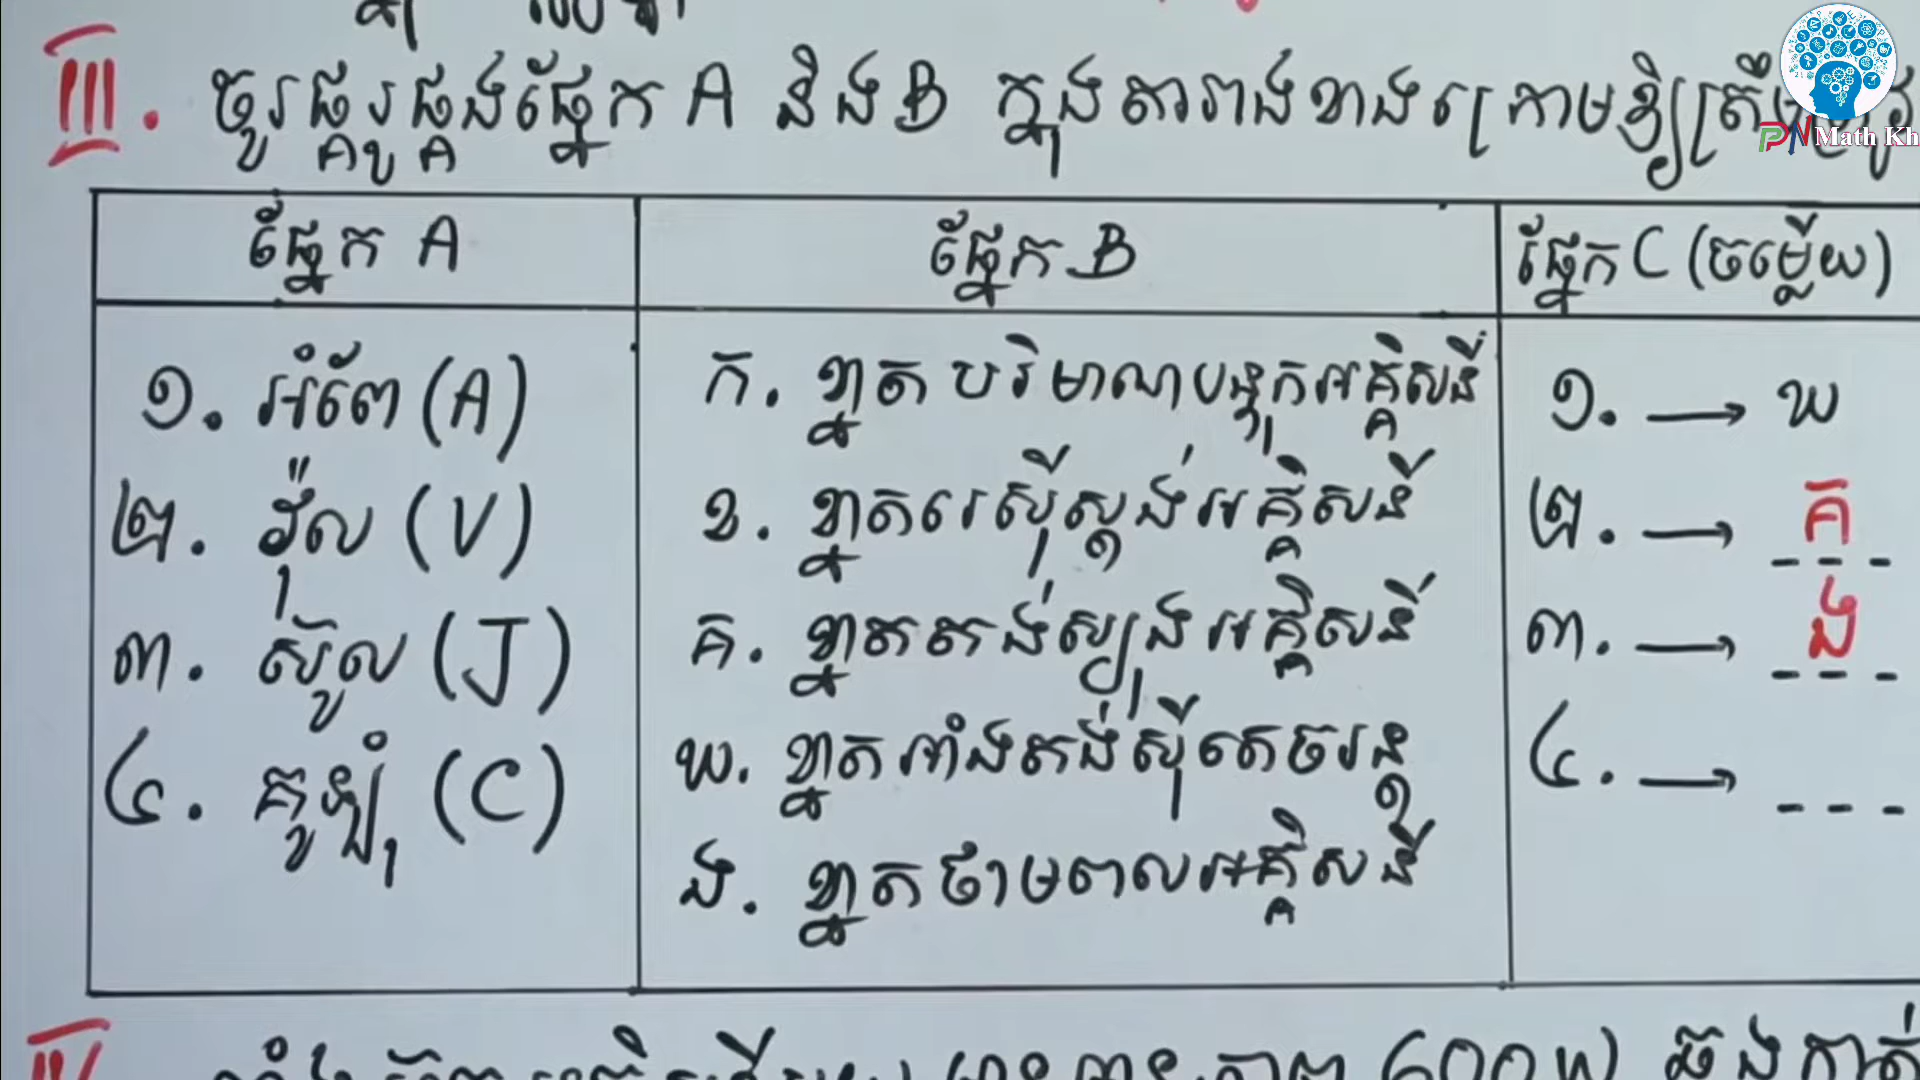 III. ចូរផ្គូរផ្គងផ្នែក A និង B ក្នុងតារាងខាងក្រោមឱ្យត្រឹម
PN Math Kh
ផ្នែក A
ផ្នែក B
ផ្នែក C (ចម្លើយ)
១. អំពែ (A)
ក. ខ្នាតបរិមាណបន្ទុកអគ្គិសនី
១. → ឃ
២. វ៉ុល (V)
ខ. ខ្នាតរេស៊ីស្តង់អគ្គិសនី
២. → គ
៣. ស៊ូល (J)
គ. ខ្នាតតង់ស្យុងអគ្គិសនី
៣. → ង
៤. គូឡុំ (C)
ឃ. ខ្នាតអាំងតង់ស៊ីតេចរន្ត
៤. → ---
ង. ខ្នាតថាមពលអគ្គិសនី
IV